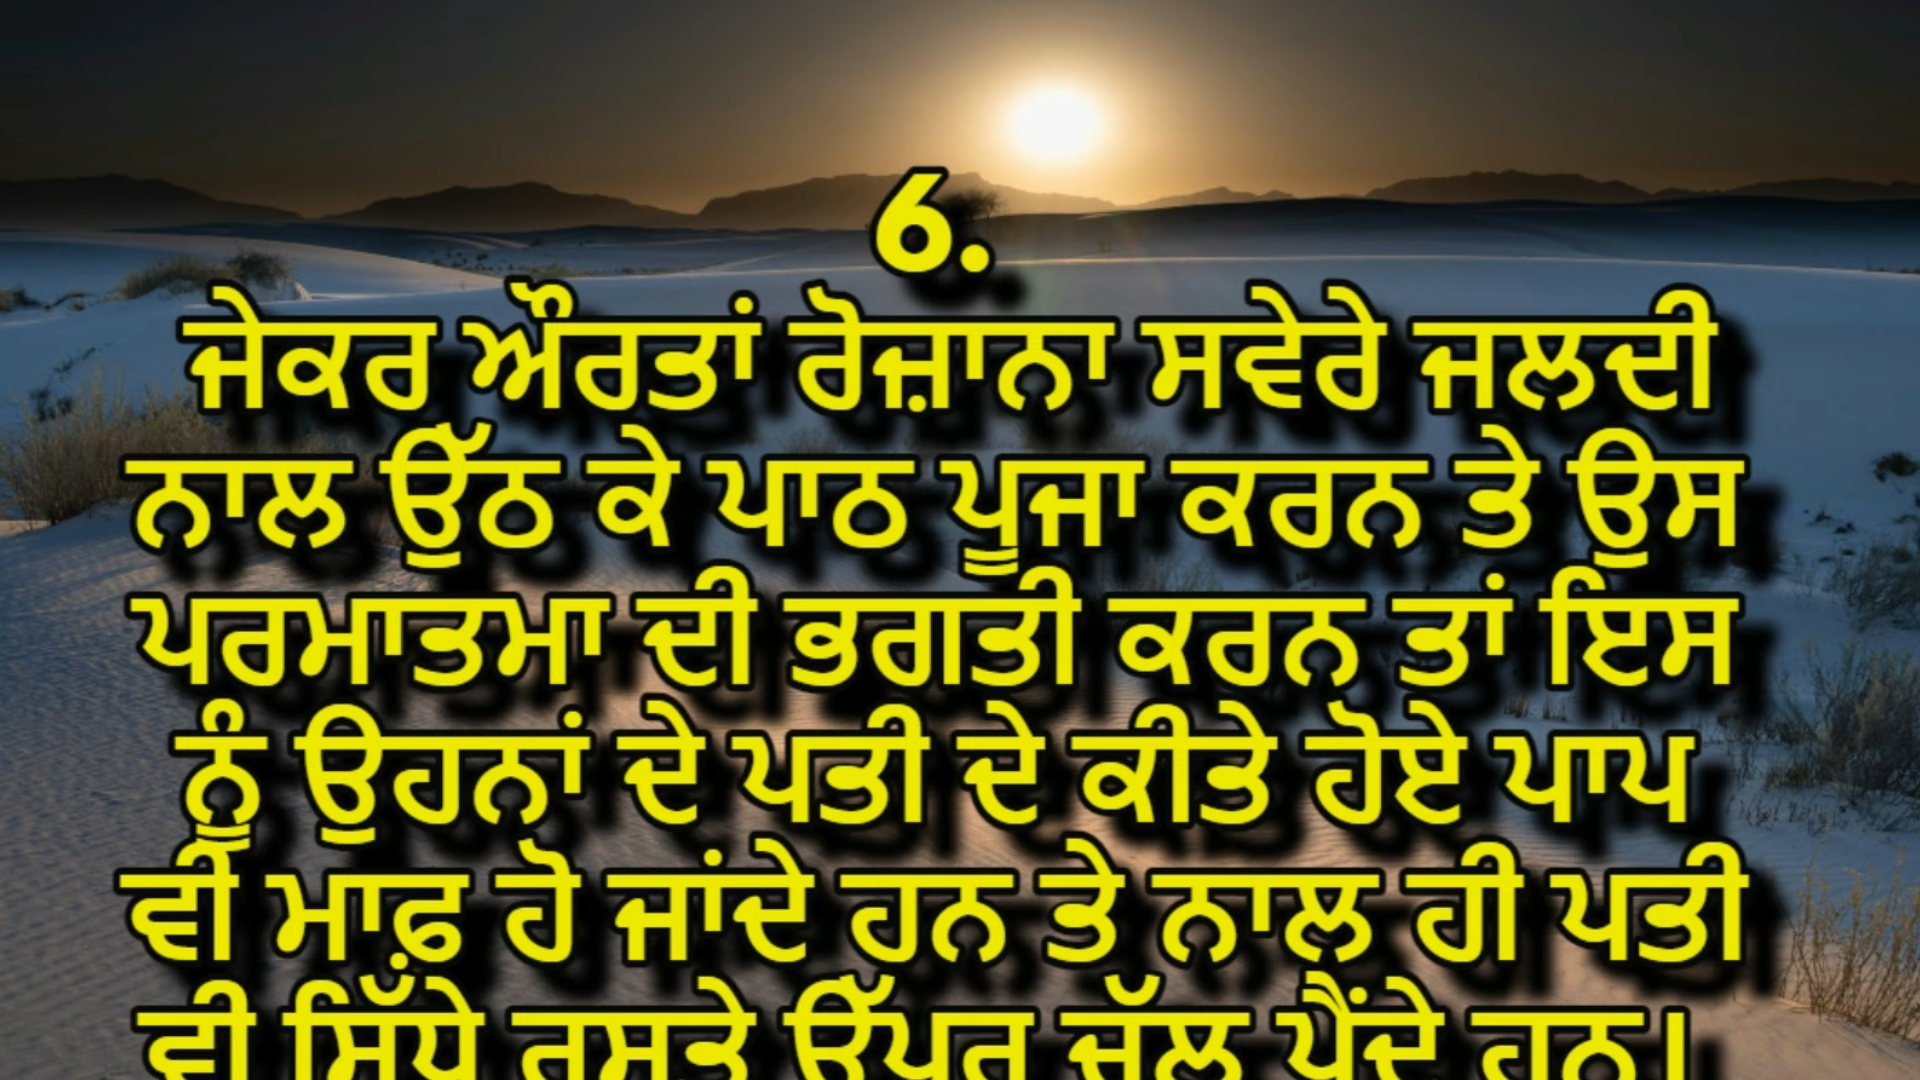 6.
ਜੇਕਰ ਔਰਤਾਂ ਰੋਜ਼ਾਨਾ ਸਵੇਰੇ ਜਲਦੀ
ਨਾਲ ਉੱਠ ਕੇ ਪਾਠ ਪੂਜਾ ਕਰਨ ਤੇ ਉਸ
ਪਰਮਾਤਮਾ ਦੀ ਭਗਤੀ ਕਰਨ ਤਾਂ ਇਸ
ਨੂੰ ਉਹਨਾਂ ਦੇ ਪਤੀ ਦੇ ਕੀਤੇ ਹੋਏ ਪਾਪ
ਵੀ ਮਾਫ਼ ਹੋ ਜਾਂਦੇ ਹਨ ਤੇ ਨਾਲ ਹੀ ਪਤੀ
ਵੀ ਸਿੱਧੇ ਰਸਤੇ ਉੱਪਰ ਚੱਲ ਪੈਂਦੇ ਹਨ।